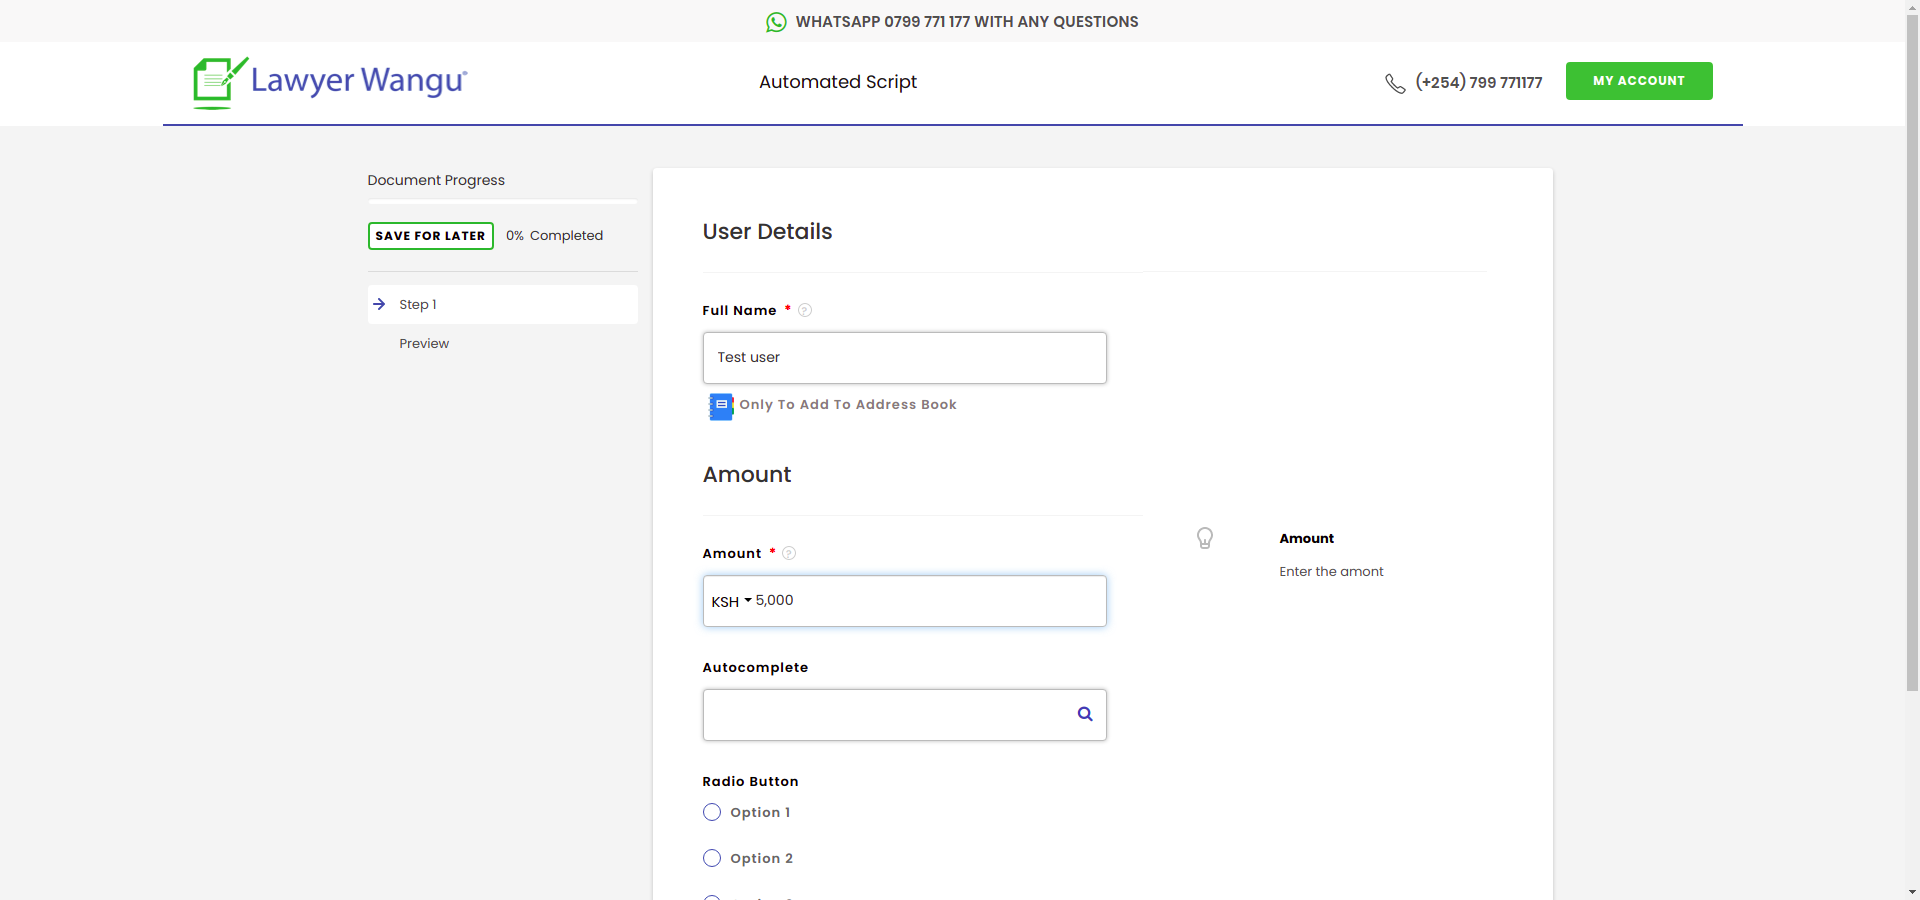 WHATSAPP 0799 771 177 WITH ANY QUESTIONS
Lawyer Wangu
Automated Script
(+254) 799 771177
MY ACCOUNT
Document Progress
SAVE FOR LATER
0% Completed
Step 1
Preview
User Details
Full Name * ?
Test user
Only To Add To Address Book
Amount
Amount * ?
KSH 5,000
Amount
Enter the amont
Autocomplete
Radio Button
Option 1
Option 2